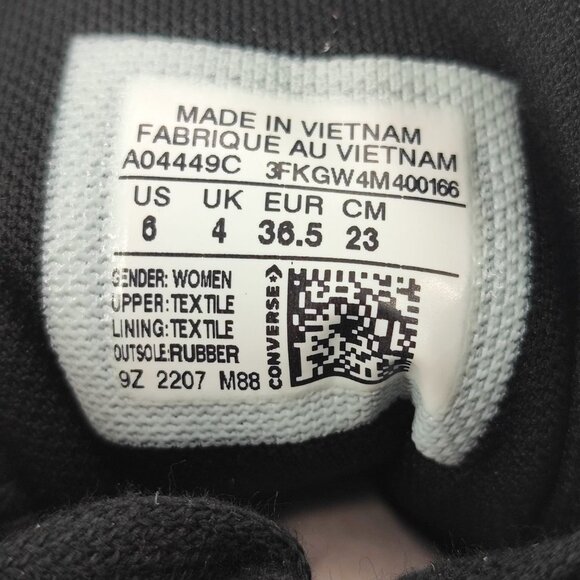 MADE IN VIETNAM
FABRIQUE AU VIETNAM
A04449C 3FKGW4M400166
US UK EUR CM
6 4 36.5 23
GENDER: WOMEN
UPPER: TEXTILE
LINING: TEXTILE
OUTSOLE: RUBBER
9Z 2207 M88
CONVERSE